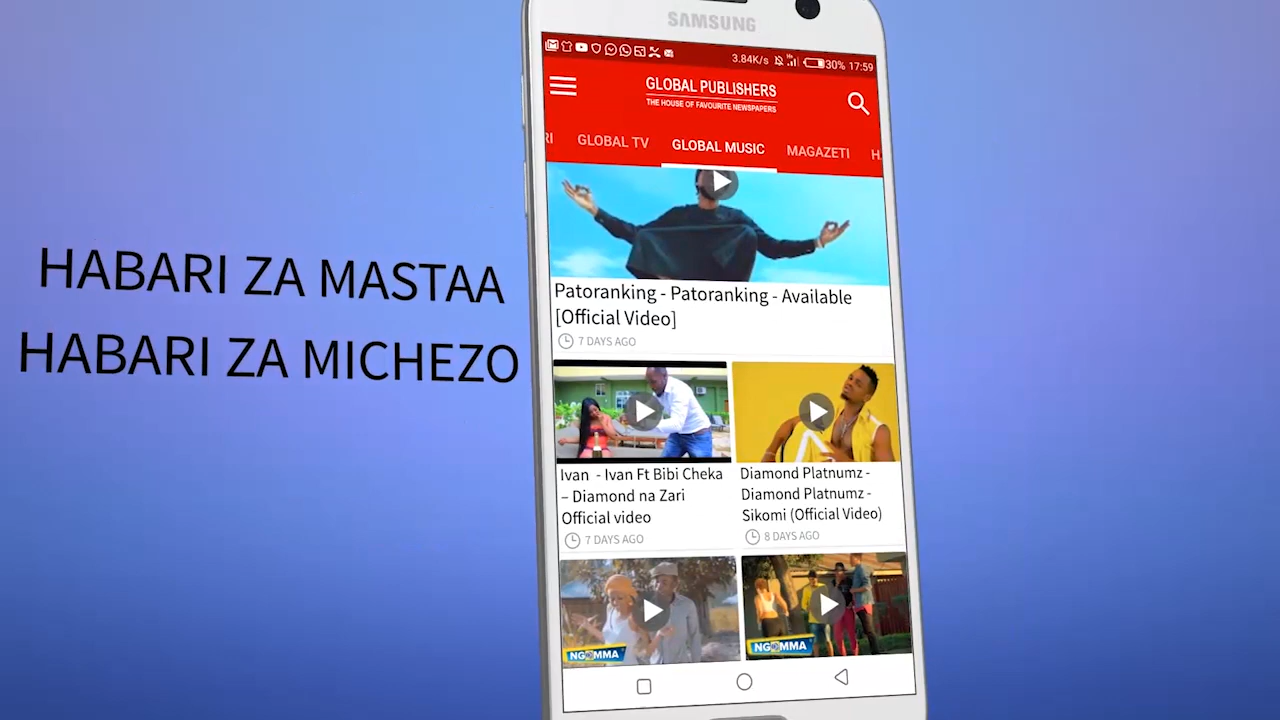 HABARI ZA MASTAA
HABARI ZA MICHEZO
SAMSUNG
3.84K/s 30% 17:59
GLOBAL PUBLISHERS
THE HOUSE OF FAVOURITE NEWSPAPERS
RI GLOBAL TV GLOBAL MUSIC MAGAZETI H
Patoranking - Patoranking - Available
[Official Video]
7 DAYS AGO
Ivan - Ivan Ft Bibi Cheka
– Diamond na Zari
Official video
7 DAYS AGO
Diamond Platnumz -
Diamond Platnumz -
Sikomi (Official Video)
8 DAYS AGO
NGOMMA
NGOMMA